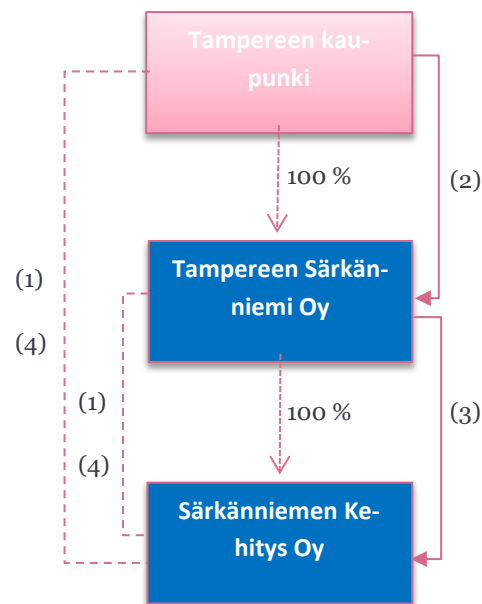 Tampereen kau-
punki
100 %
(2)
Tampereen Särkän-
niemi Oy
(1)
(4)
(1)
(4)
100 %
(3)
Särkänniemen Ke-
hitys Oy